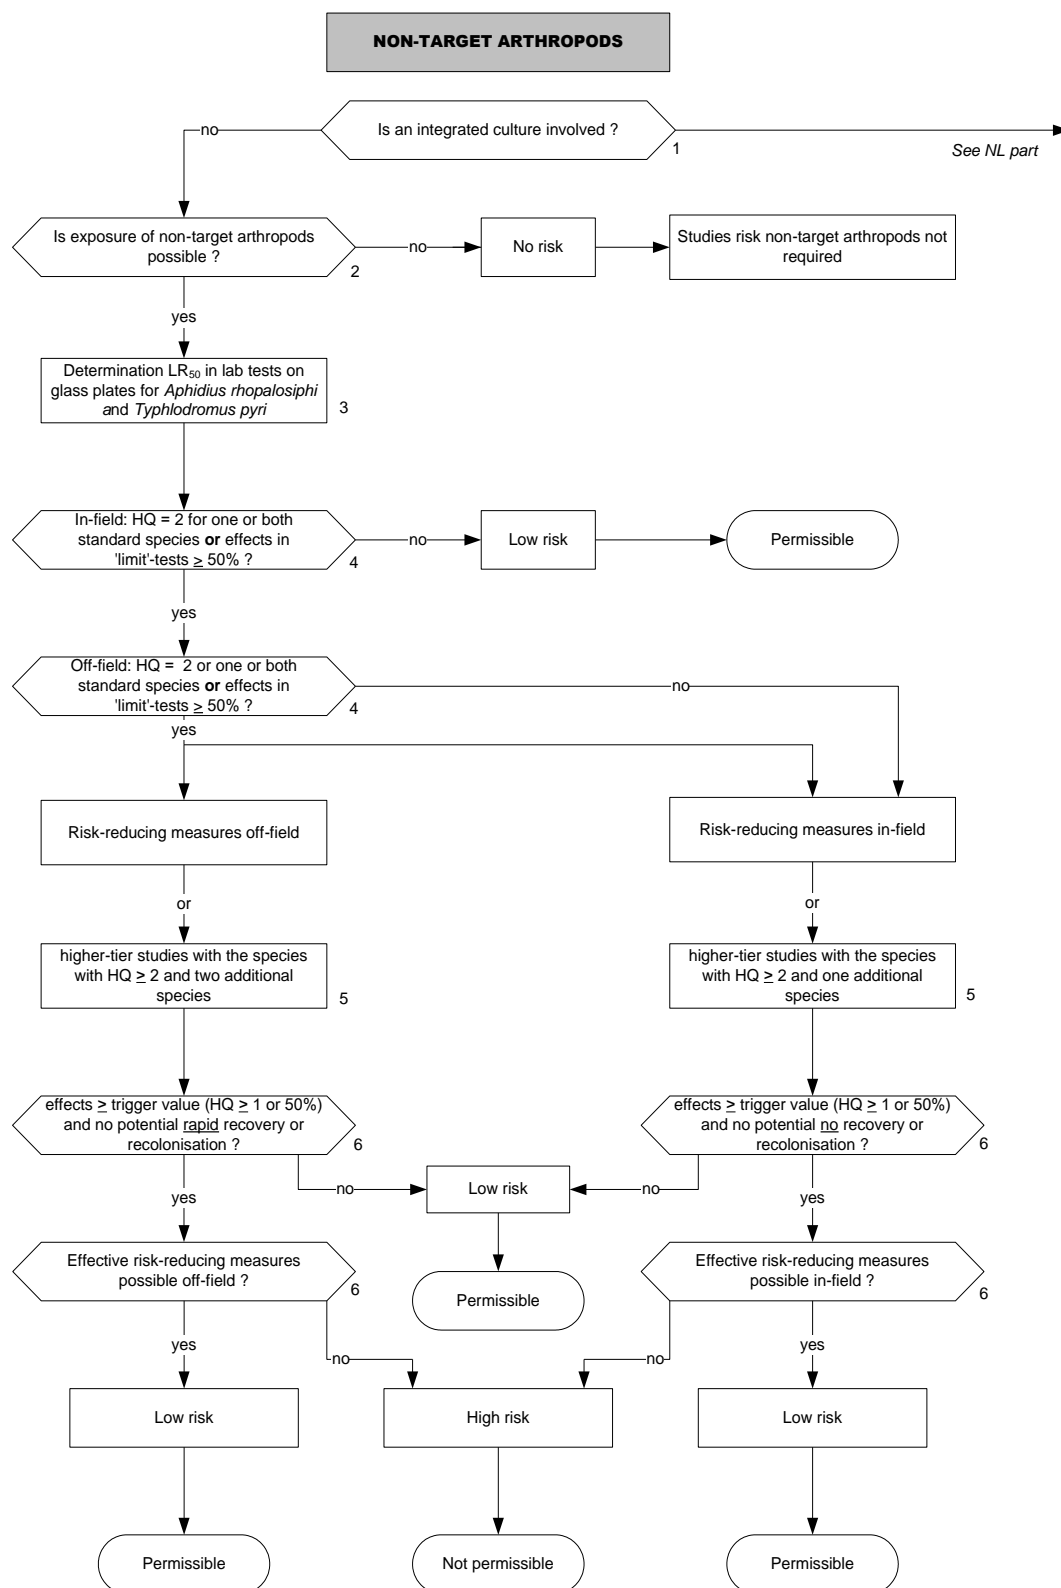 NON-TARGET ARTHROPODS
Is an integrated culture involved ?
no
1
See NL part
Is exposure of non-target arthropods
possible ?
2
no
No risk
Studies risk non-target arthropods not
required
yes
Determination LR50 in lab tests on
glass plates for Aphidius rhopalosiphi
and Typhlodromus pyri
3
In-field: HQ = 2 for one or both
standard species or effects in
'limit'-tests ≥ 50% ?
4
no
Low risk
Permissible
yes
Off-field: HQ = 2 or one or both
standard species or effects in
'limit'-tests ≥ 50% ?
4
no
yes
Risk-reducing measures off-field
Risk-reducing measures in-field
or
or
higher-tier studies with the species
with HQ ≥ 2 and two additional
species
5
higher-tier studies with the species
with HQ ≥ 2 and one additional
species
5
effects ≥ trigger value (HQ ≥ 1 or 50%)
and no potential rapid recovery or
recolonisation ?
6
effects ≥ trigger value (HQ ≥ 1 or 50%)
and no potential no recovery or
recolonisation ?
6
no
Low risk
no
yes
yes
Effective risk-reducing measures
possible off-field ?
6
Permissible
Effective risk-reducing measures
possible in-field ?
6
yes
no
no
yes
Low risk
High risk
Low risk
Permissible
Not permissible
Permissible